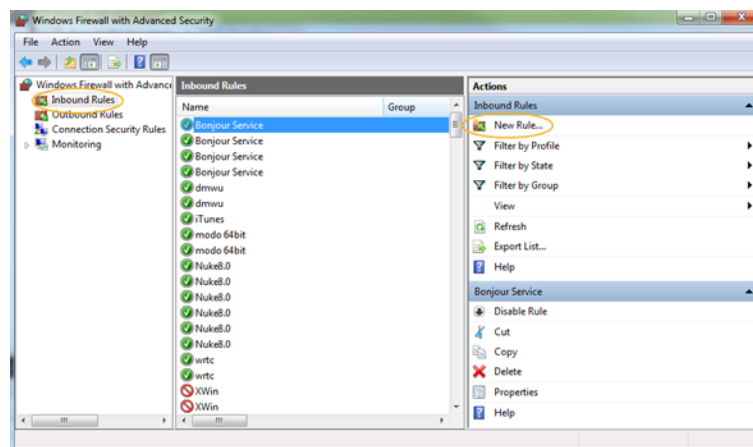 Windows Firewall with Advanced Security
File Action View Help
Windows Firewall with Advance
Inbound Rules
Outbound Rules
Connection Security Rules
Monitoring
Inbound Rules
Name Group
Bonjour Service
Bonjour Service
Bonjour Service
Bonjour Service
dmwu
dmwu
iTunes
modo 64bit
modo 64bit
Nuke8.0
Nuke8.0
Nuke8.0
Nuke8.0
Nuke8.0
Nuke8.0
wrtc
wrtc
XWin
XWin
Actions
Inbound Rules
New Rule...
Filter by Profile
Filter by State
Filter by Group
View
Refresh
Export List...
Help
Bonjour Service
Disable Rule
Cut
Copy
Delete
Properties
Help